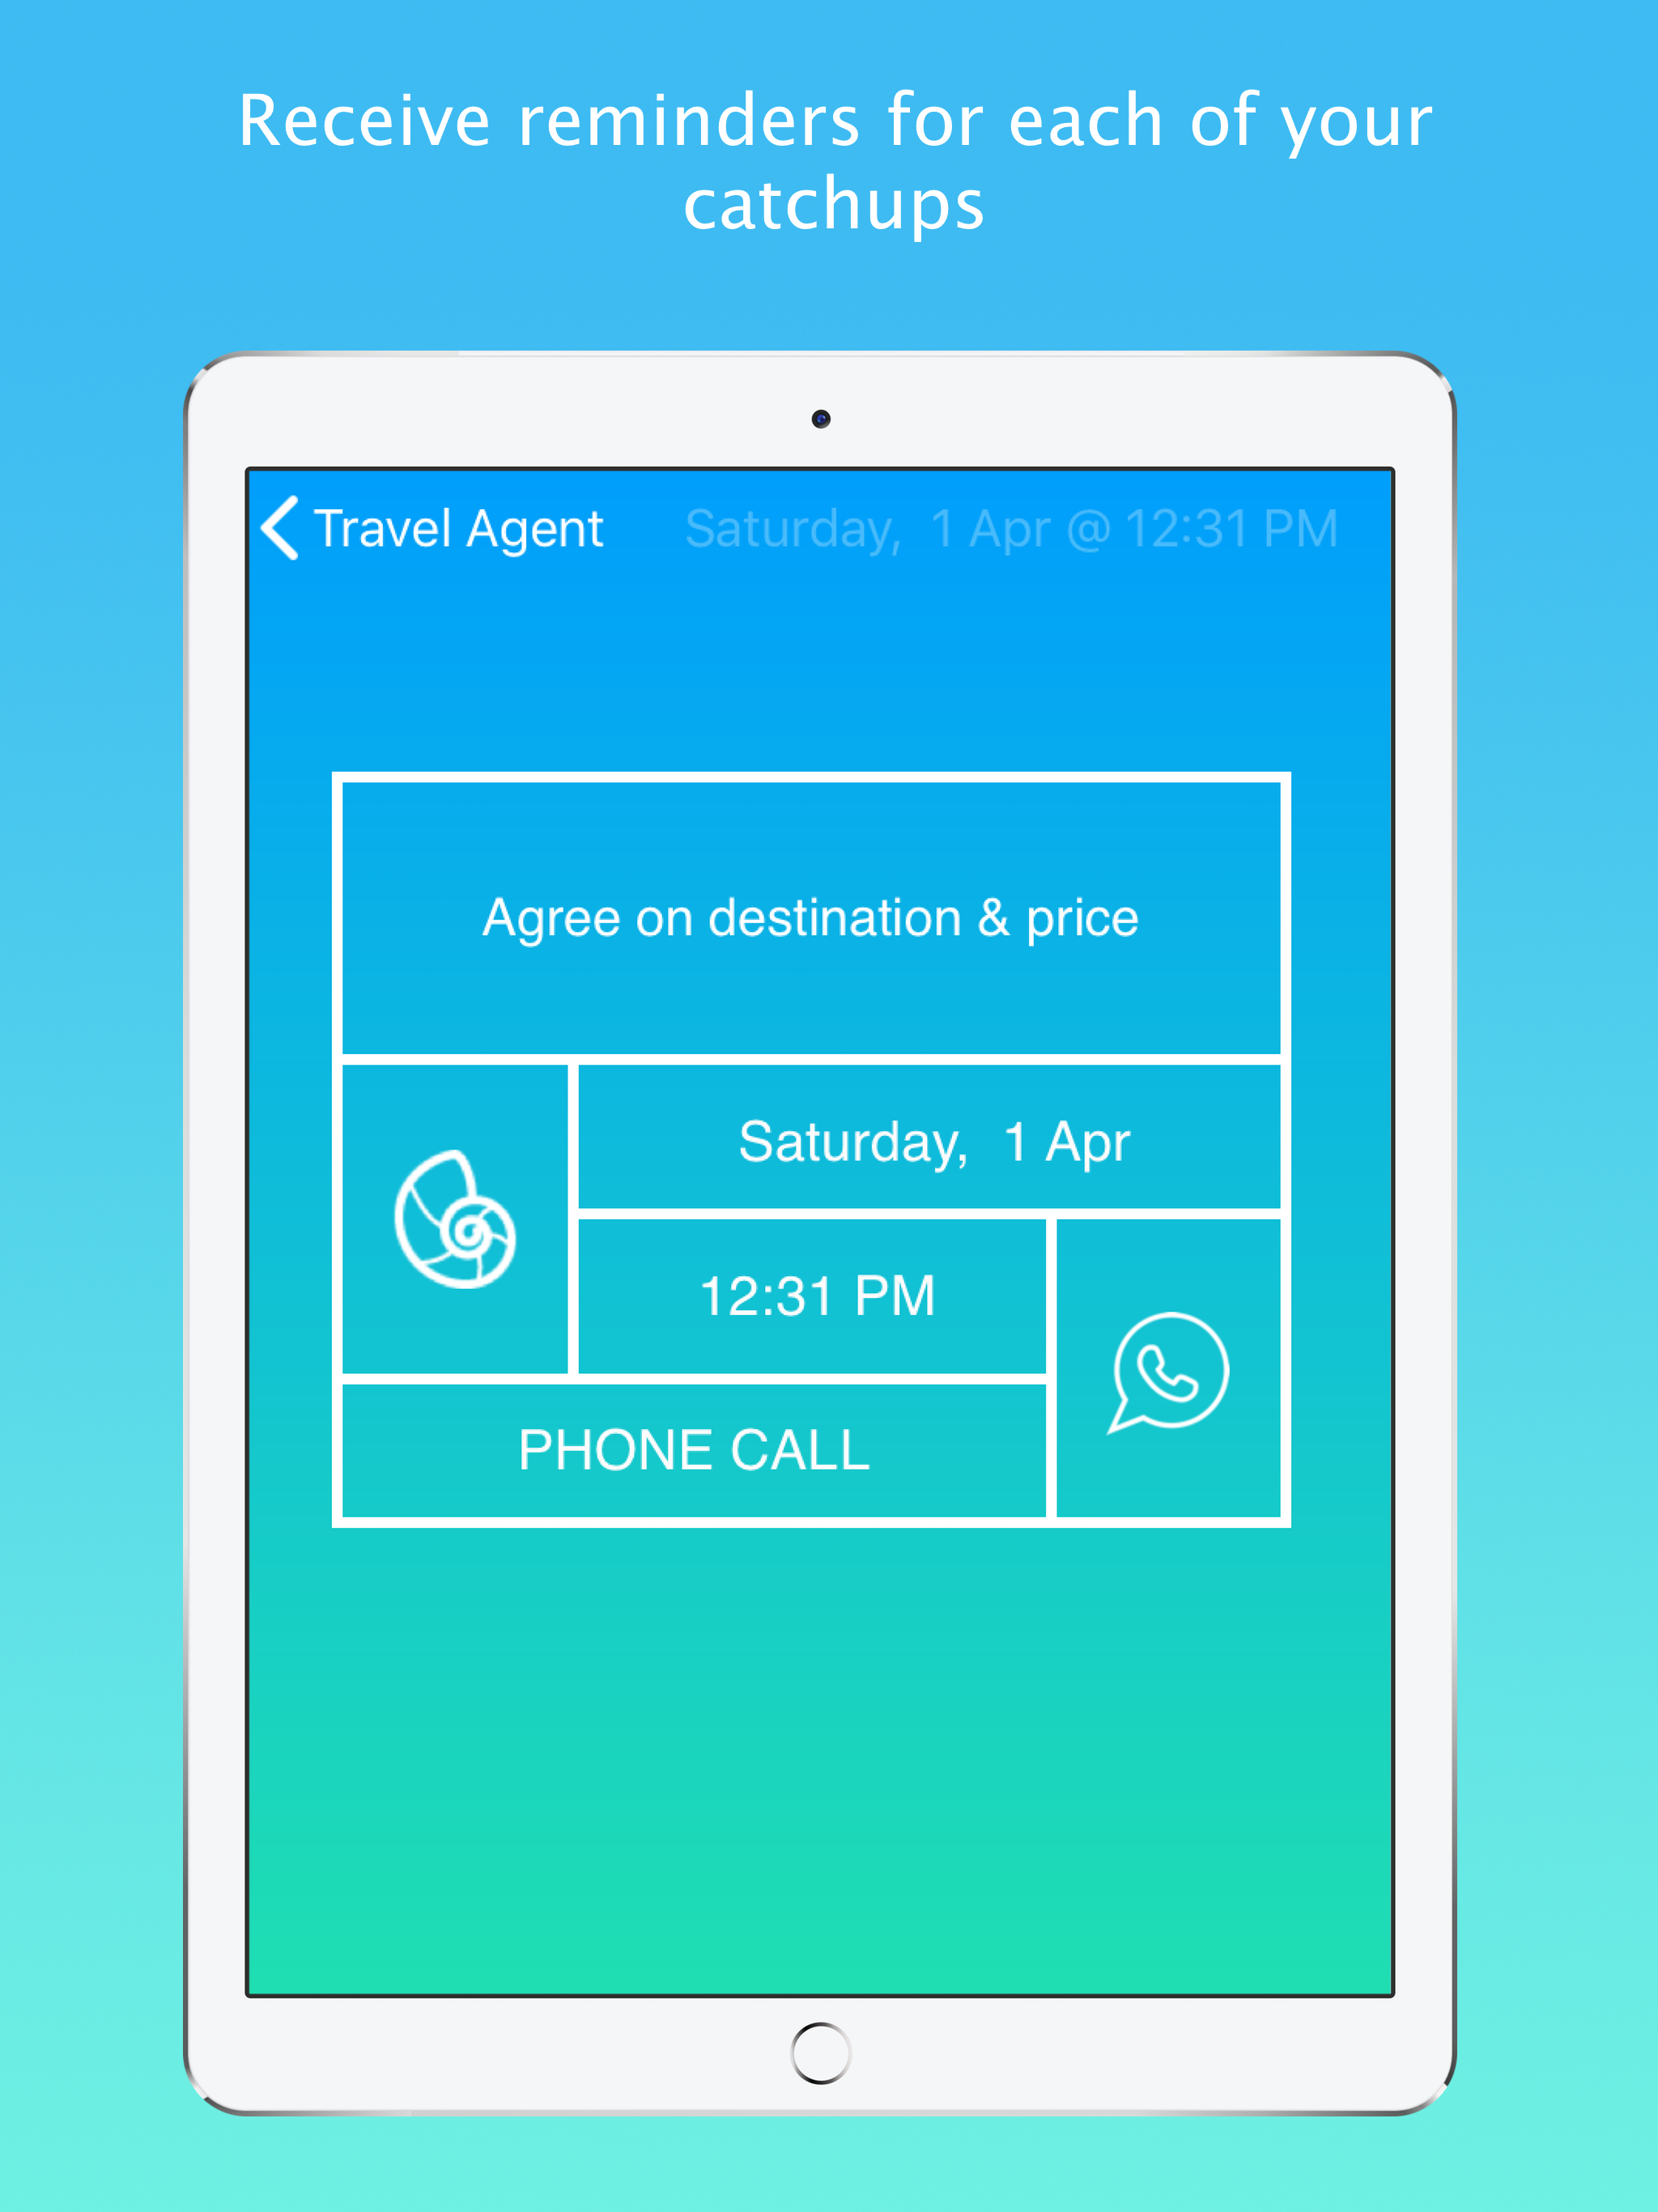 Receive reminders for each of your
catchups
Travel Agent
Saturday,  1 Apr @ 12:31 PM
Agree on destination & price
Saturday,  1 Apr
12:31 PM
PHONE CALL